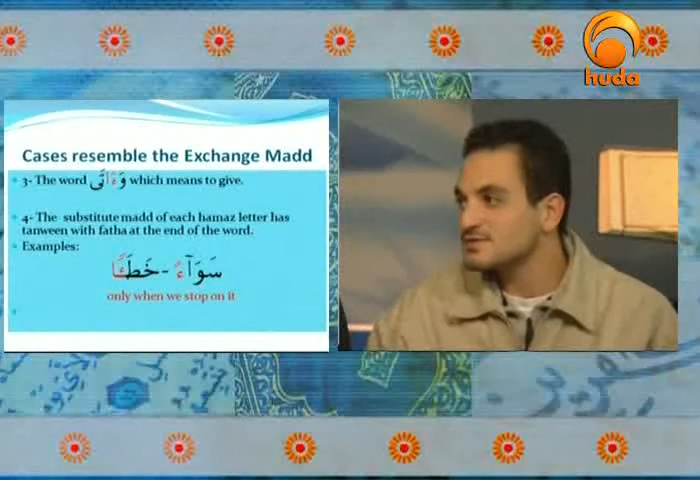 huda
Cases resemble the Exchange Madd
3- The word وَءَاتَى which means to give.
4- The substitute madd of each hamaz letter has
tanween with fatha at the end of the word.
Examples:
سَوَآءً - خَطَـًٔا
only when we stop on it